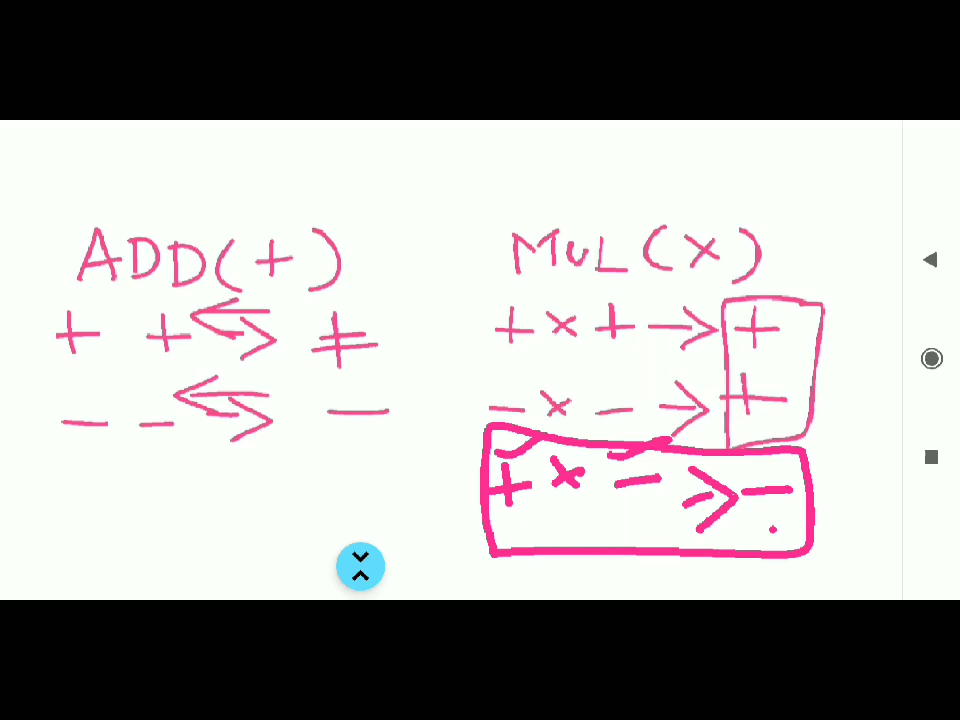 ADD(+)
+ + ⇄ ≠
− − ⇄ −
MUL(×)
+ × + → +
− × − → +
+ × − ⇒ −